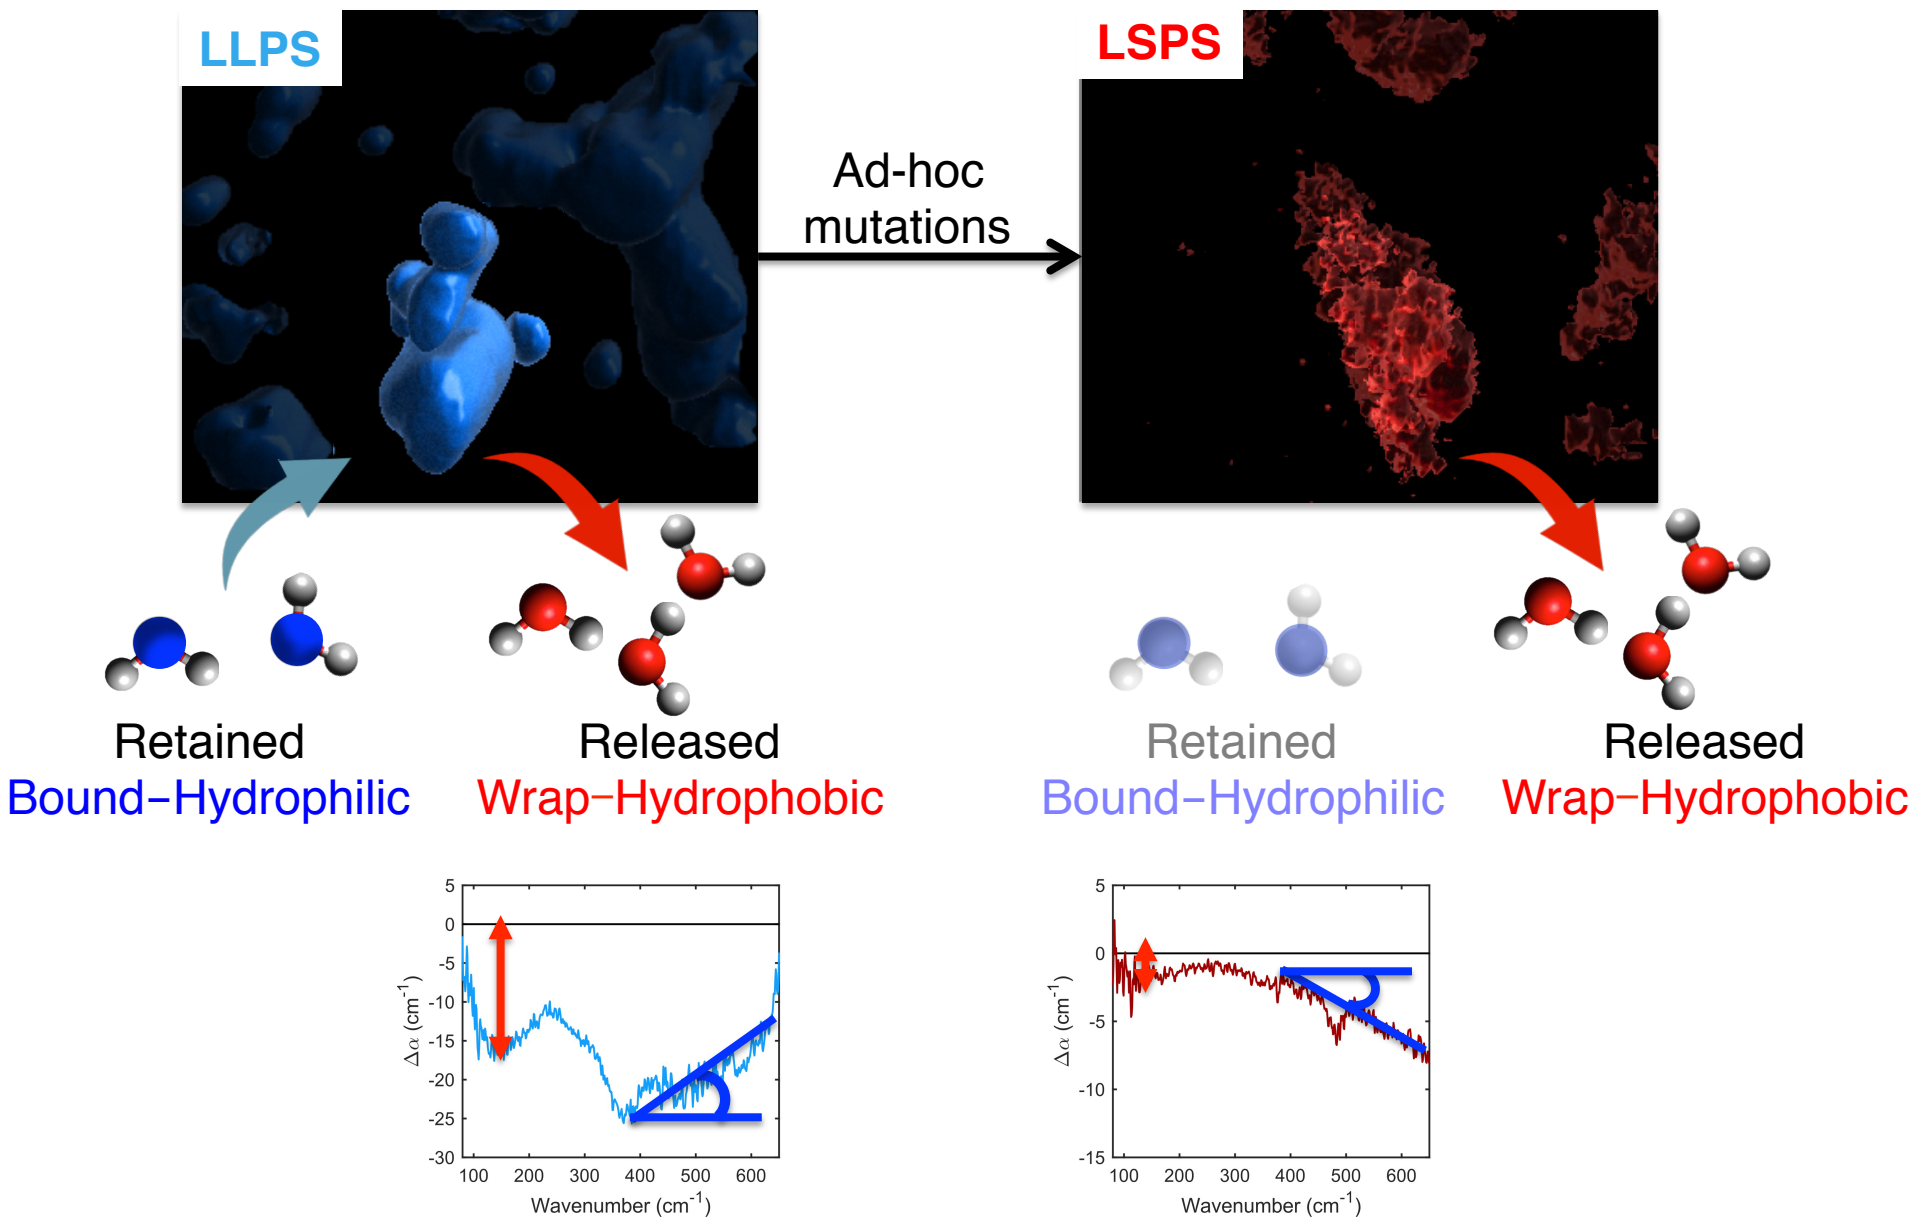 LLPS
LSPS
Ad-hoc
mutations
Retained
Bound-Hydrophilic
Released
Wrap-Hydrophobic
Retained
Bound-Hydrophilic
Released
Wrap-Hydrophobic
5
0
-5
-10
-15
-20
-25
-30
Δα (cm⁻¹)
100 200 300 400 500 600
Wavenumber (cm⁻¹)
5
0
-5
-10
-15
Δα (cm⁻¹)
100 200 300 400 500 600
Wavenumber (cm⁻¹)